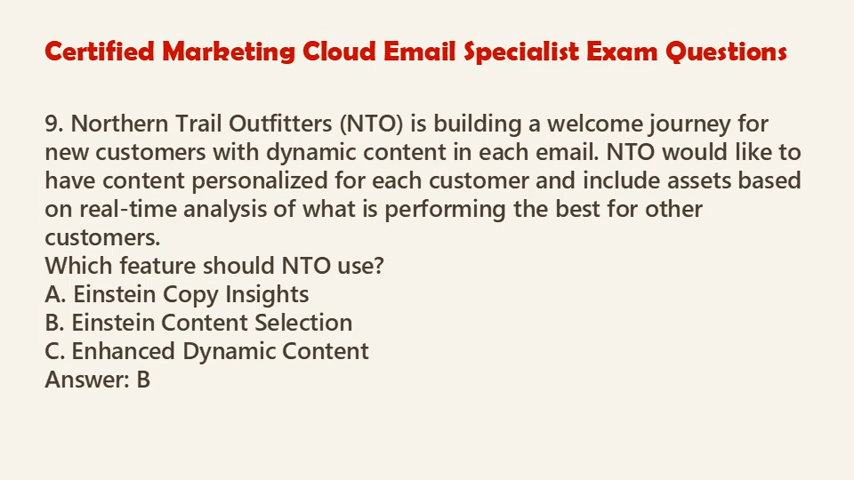 Certified Marketing Cloud Email Specialist Exam Questions
9. Northern Trail Outfitters (NTO) is building a welcome journey for
new customers with dynamic content in each email. NTO would like to
have content personalized for each customer and include assets based
on real-time analysis of what is performing the best for other
customers.
Which feature should NTO use?
A. Einstein Copy Insights
B. Einstein Content Selection
C. Enhanced Dynamic Content
Answer: B